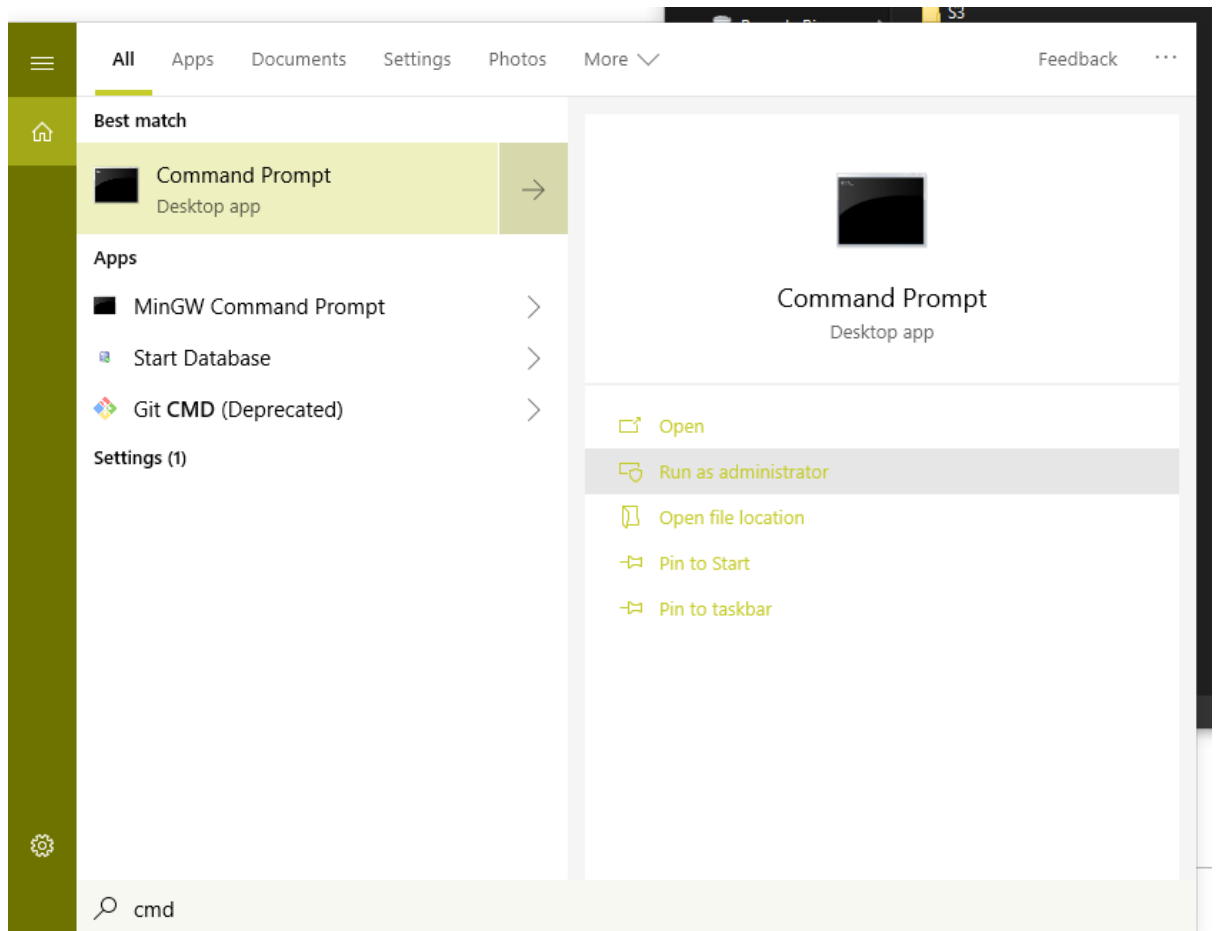 S3
All Apps Documents Settings Photos More Feedback ...
Best match
Command Prompt
Desktop app
Apps
MinGW Command Prompt
Start Database
Git CMD (Deprecated)
Settings (1)
Command Prompt
Desktop app
Open
Run as administrator
Open file location
Pin to Start
Pin to taskbar
cmd